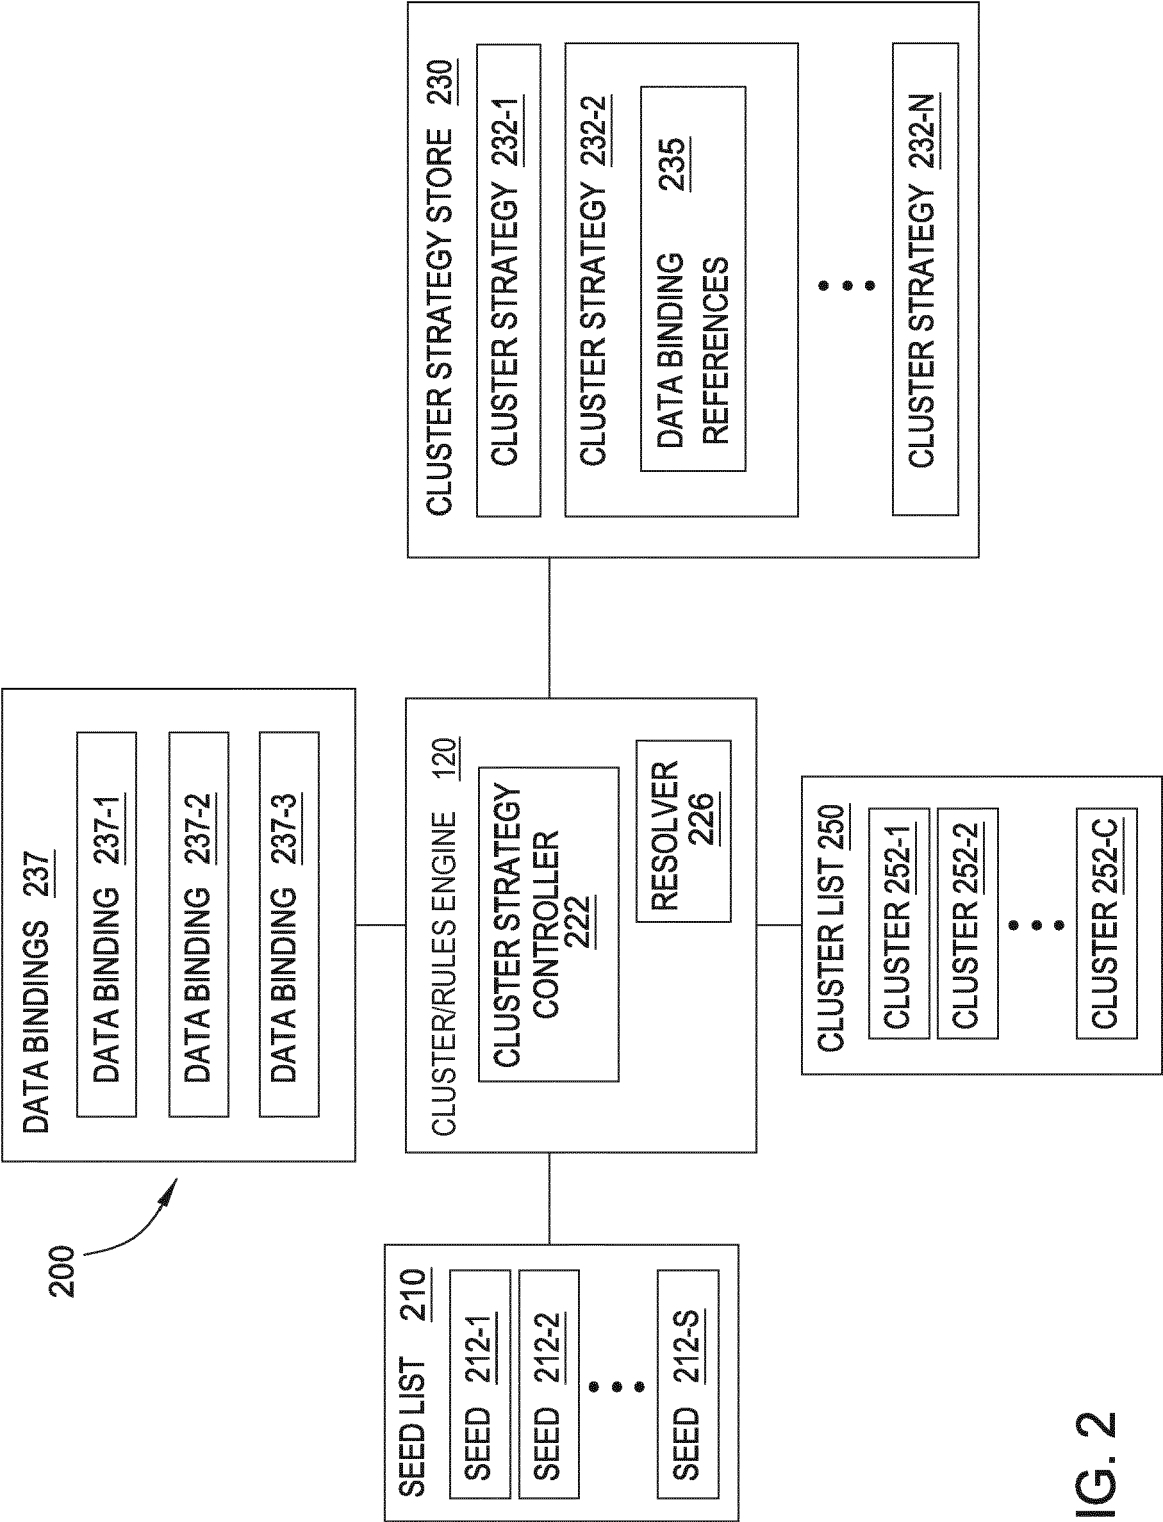 200
DATA BINDINGS 237
DATA BINDING 237-1
DATA BINDING 237-2
DATA BINDING 237-3
SEED LIST 210
SEED 212-1
SEED 212-2
SEED 212-S
CLUSTER/RULES ENGINE 120
CLUSTER STRATEGY
CONTROLLER
222
RESOLVER
226
CLUSTER STRATEGY STORE 230
CLUSTER STRATEGY 232-1
CLUSTER STRATEGY 232-2
DATA BINDING 235
REFERENCES
CLUSTER STRATEGY 232-N
CLUSTER LIST 250
CLUSTER 252-1
CLUSTER 252-2
CLUSTER 252-C
IG. 2